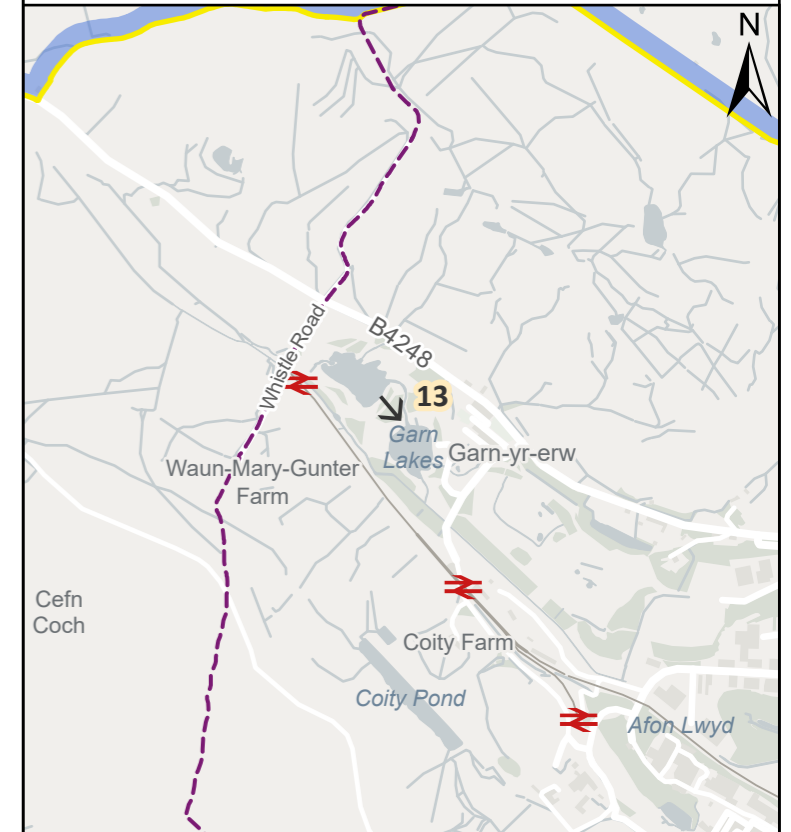 N
B4248
Whistle Road
13
Garn
Lakes
Garn-yr-erw
Waun-Mary-Gunter
Farm
Cefn
Coch
Coity Farm
Coity Pond
Afon Lwyd